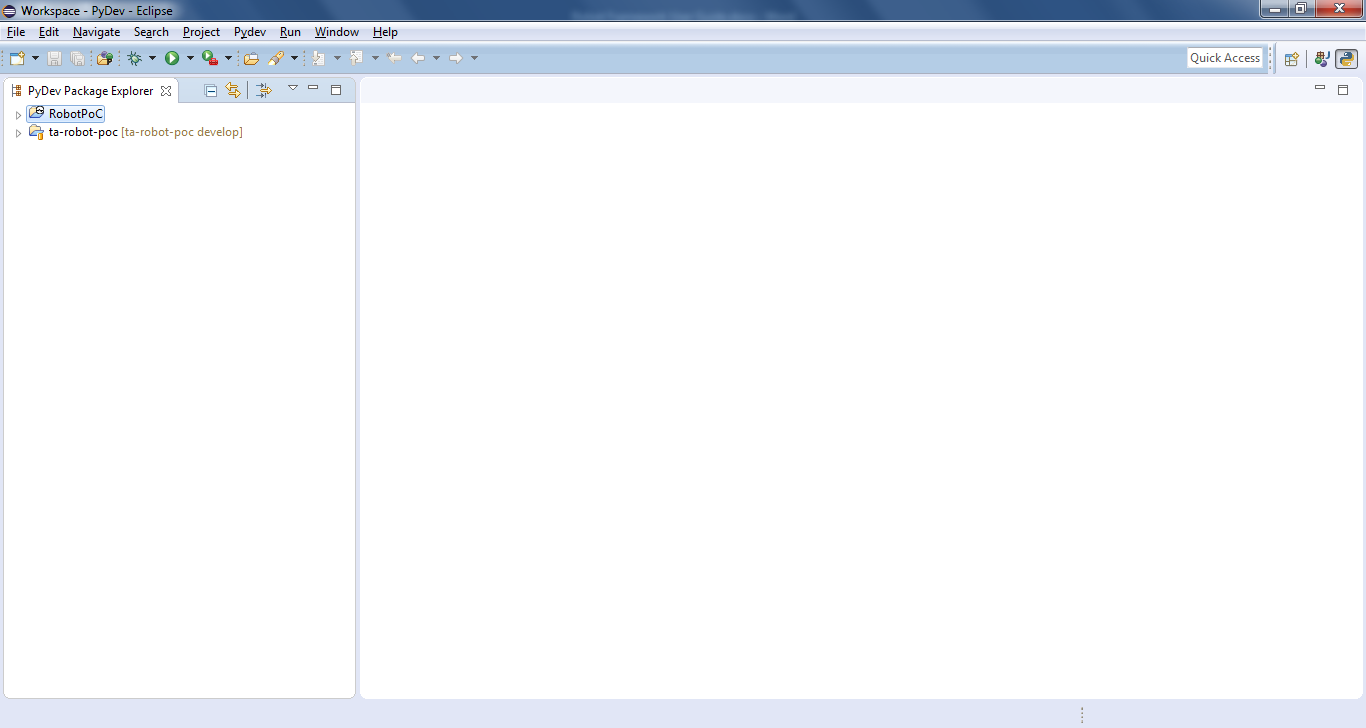 Workspace - PyDev - Eclipse
File Edit Navigate Search Project Pydev Run Window Help
Quick Access
PyDev Package Explorer
RobotPoC
ta-robot-poc [ta-robot-poc develop]